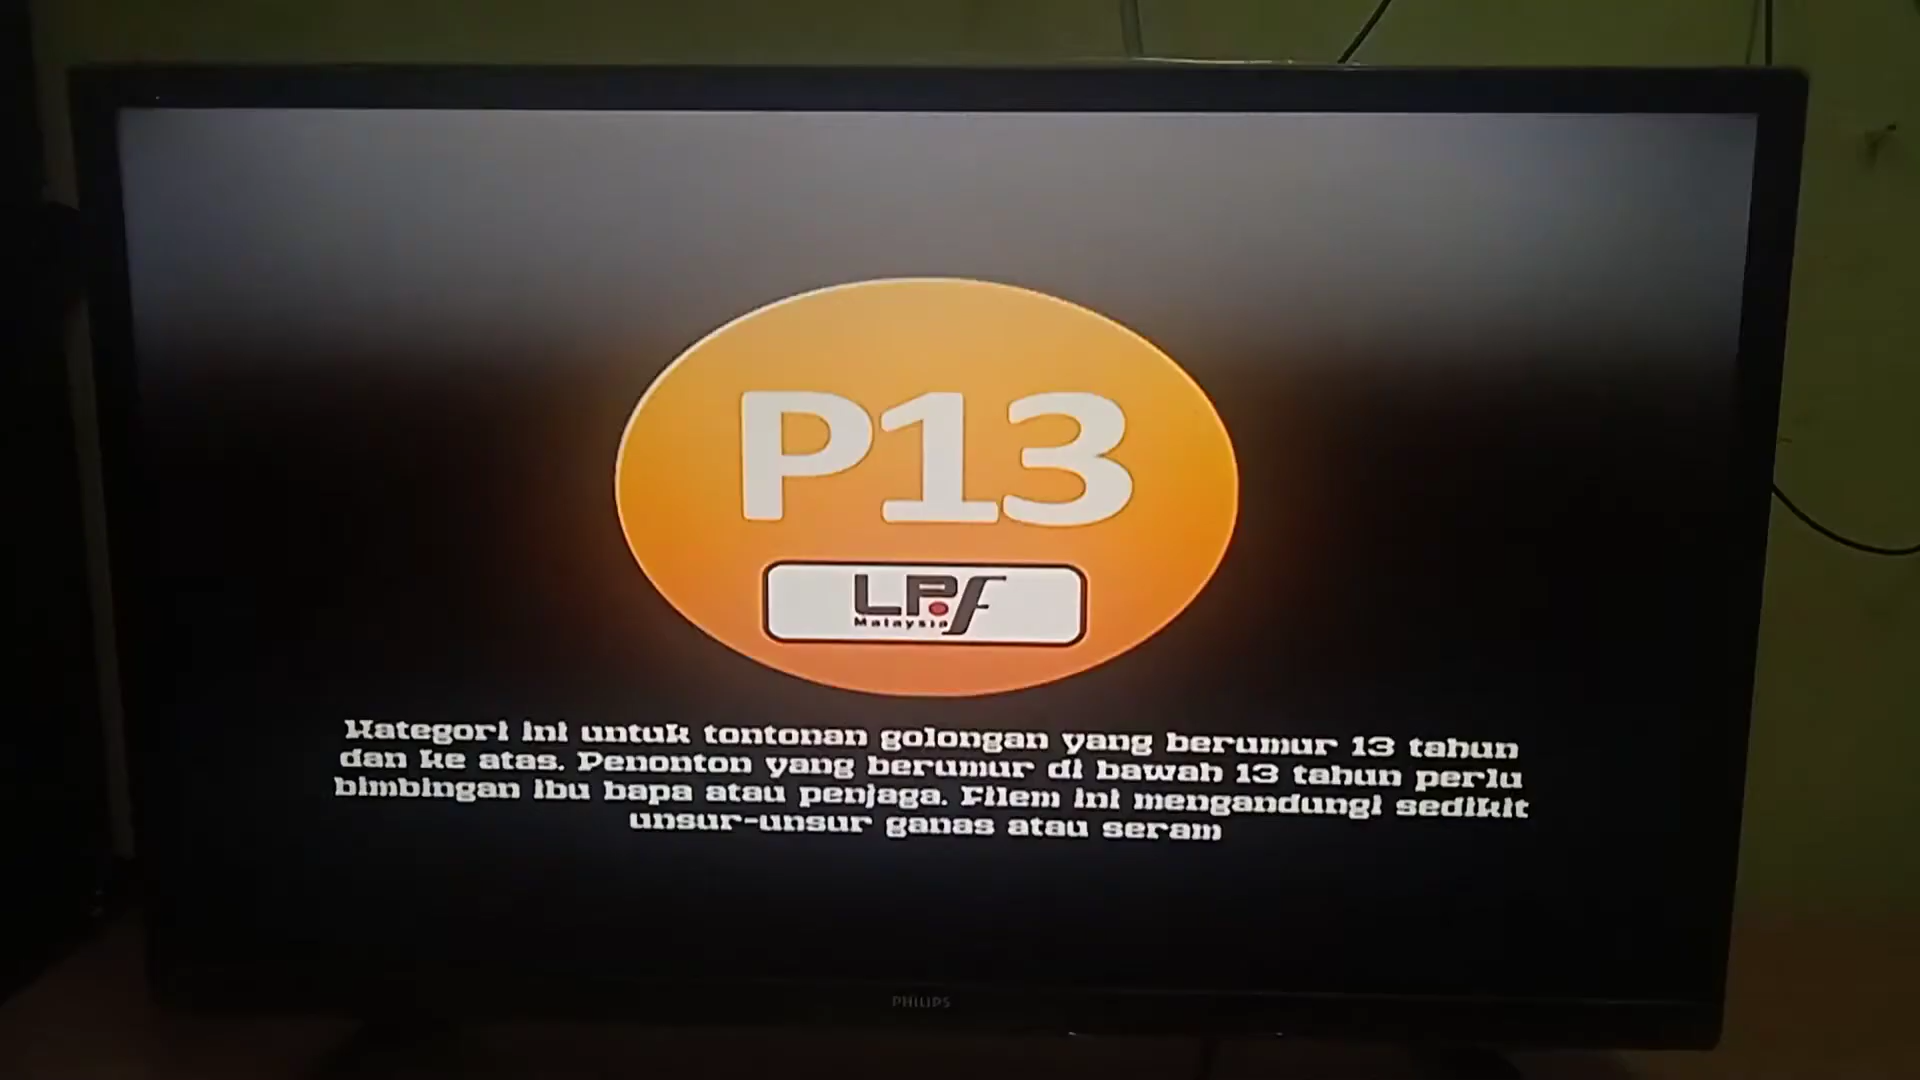 P13
LPf
Malaysia
Kategori ini untuk tontonan golongan yang berumur 13 tahun
dan ke atas. Penonton yang berumur di bawah 13 tahun perlu
bimbingan ibu bapa atau penjaga. Filem ini mengandungi sedikit
unsur-unsur ganas atau seram
PHILIPS